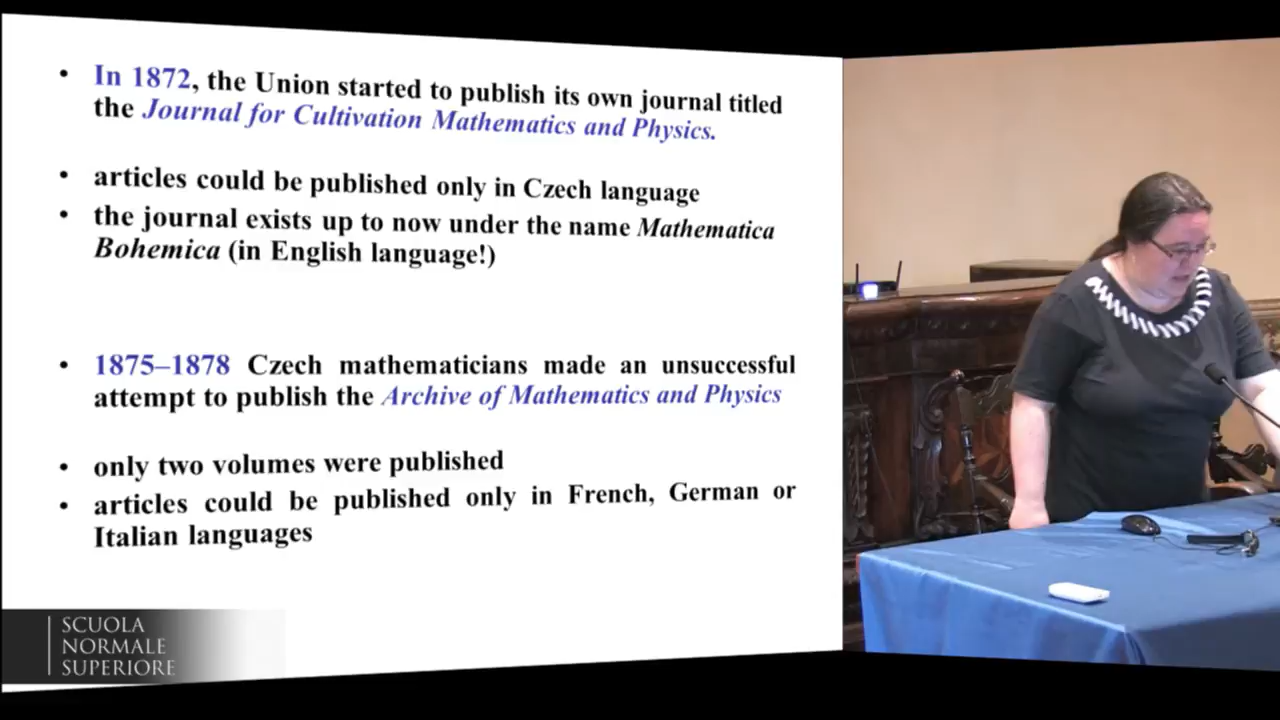 • In 1872, the Union started to publish its own journal titled
the Journal for Cultivation Mathematics and Physics.
• articles could be published only in Czech language
• the journal exists up to now under the name Mathematica
Bohemica (in English language!)
• 1875–1878 Czech mathematicians made an unsuccessful
attempt to publish the Archive of Mathematics and Physics
• only two volumes were published
• articles could be published only in French, German or
Italian languages
SCUOLA
NORMALE
SUPERIORE